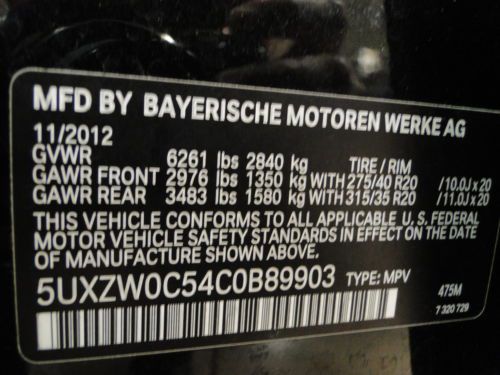 MFD BY BAYERISCHE MOTOREN WERKE AG
11/2012
GVWR 6261 lbs 2840 kg TIRE / RIM
GAWR FRONT 2976 lbs 1350 kg WITH 275/40 R20 /10.0J x 20
GAWR REAR 3483 lbs 1580 kg WITH 315/35 R20 /11.0J x 20
THIS VEHICLE CONFORMS TO ALL APPLICABLE U. S. FEDERAL
MOTOR VEHICLE SAFETY STANDARDS IN EFFECT ON THE DATE
OF MANUFACTURE SHOWN ABOVE.
5UXZW0C54C0B89903 TYPE: MPV
475M
7 320 729